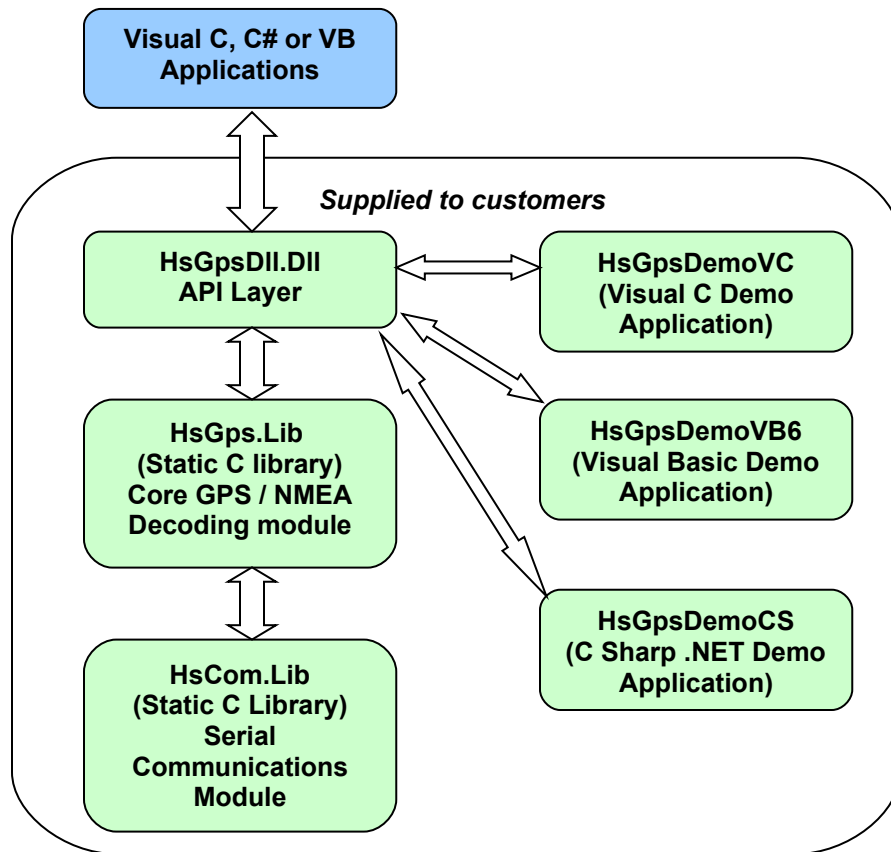 Visual C, C# or VB
Applications
Supplied to customers
HsGpsDll.Dll
API Layer
HsGpsDemoVC
(Visual C Demo
Application)
HsGps.Lib
(Static C library)
Core GPS / NMEA
Decoding module
HsGpsDemoVB6
(Visual Basic Demo
Application)
HsCom.Lib
(Static C Library)
Serial
Communications
Module
HsGpsDemoCS
(C Sharp .NET Demo
Application)